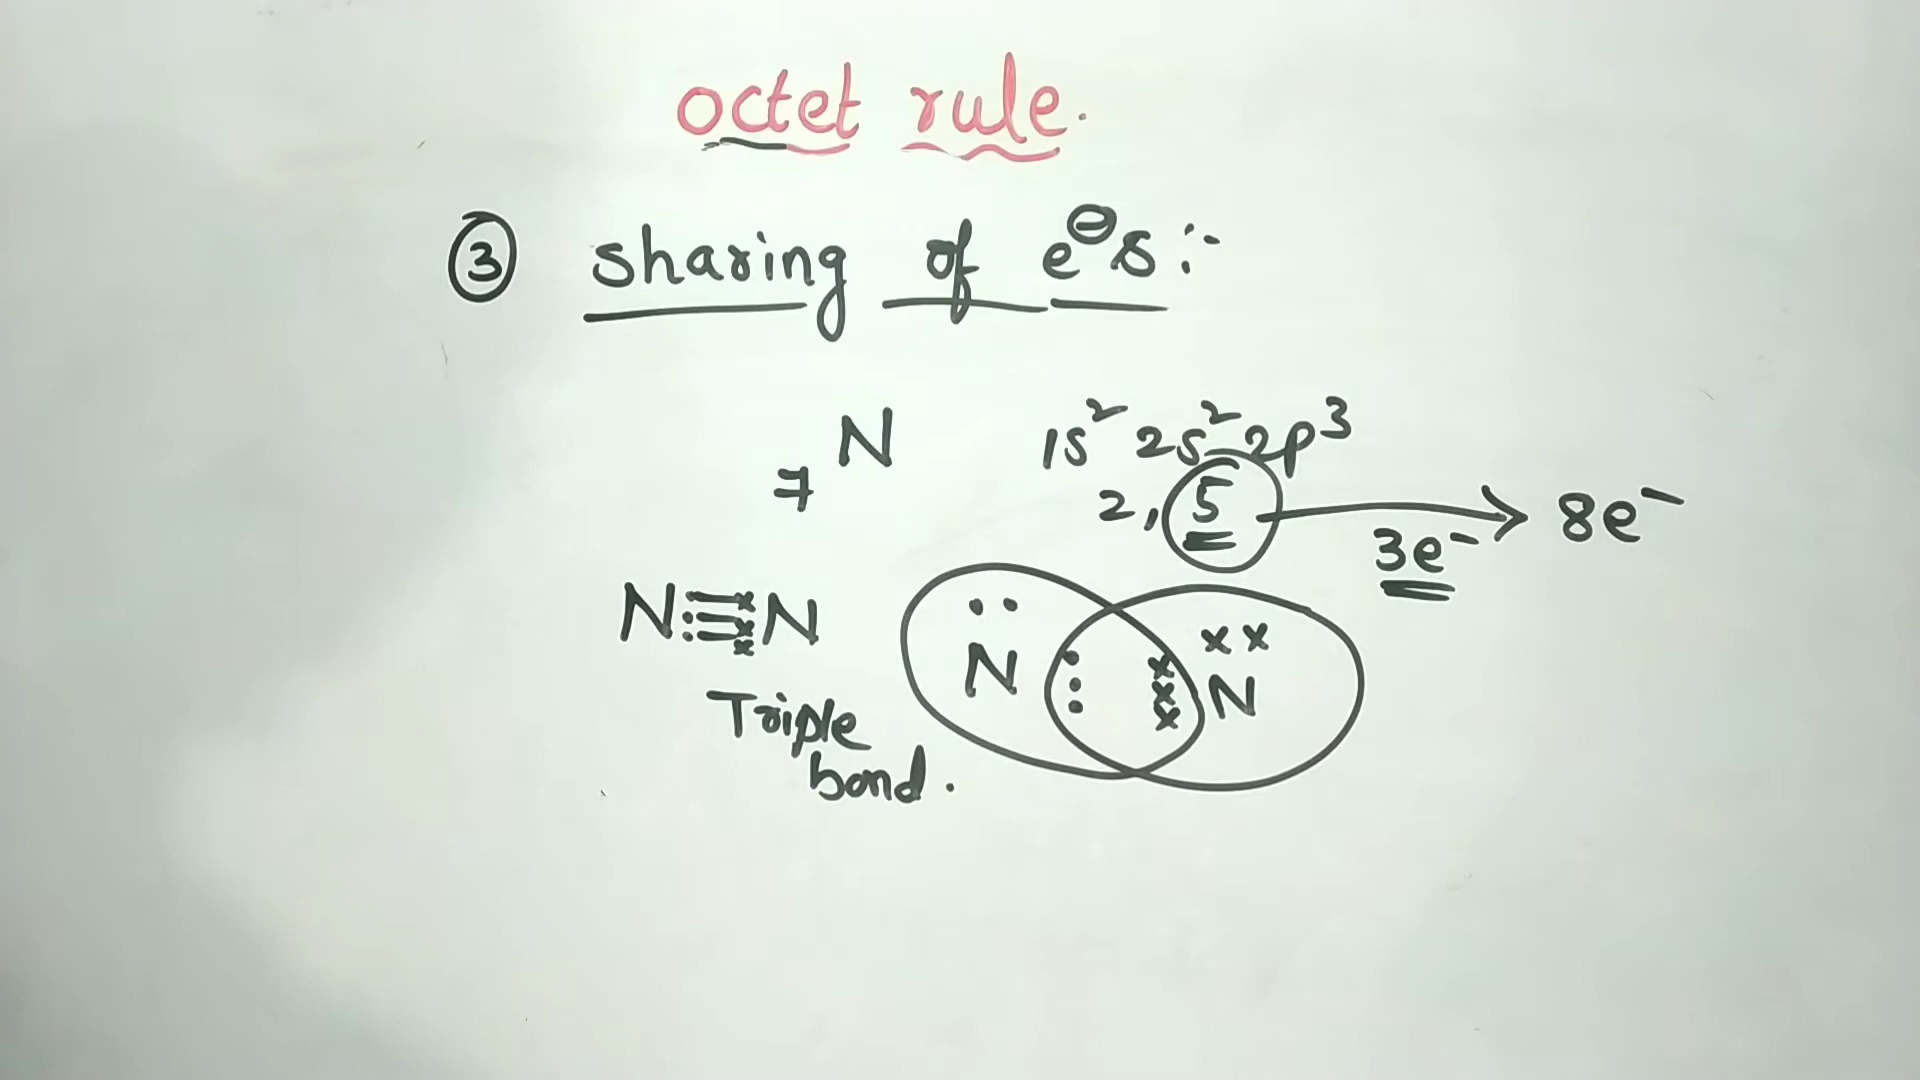 octet rule.
③ sharing of e⊖s :-
₇N 1s² 2s² 2p³
2, 5 → 8e⁻
3e⁻
N≡N
Triple
bond.
•• ××
N ⋮ ××× N